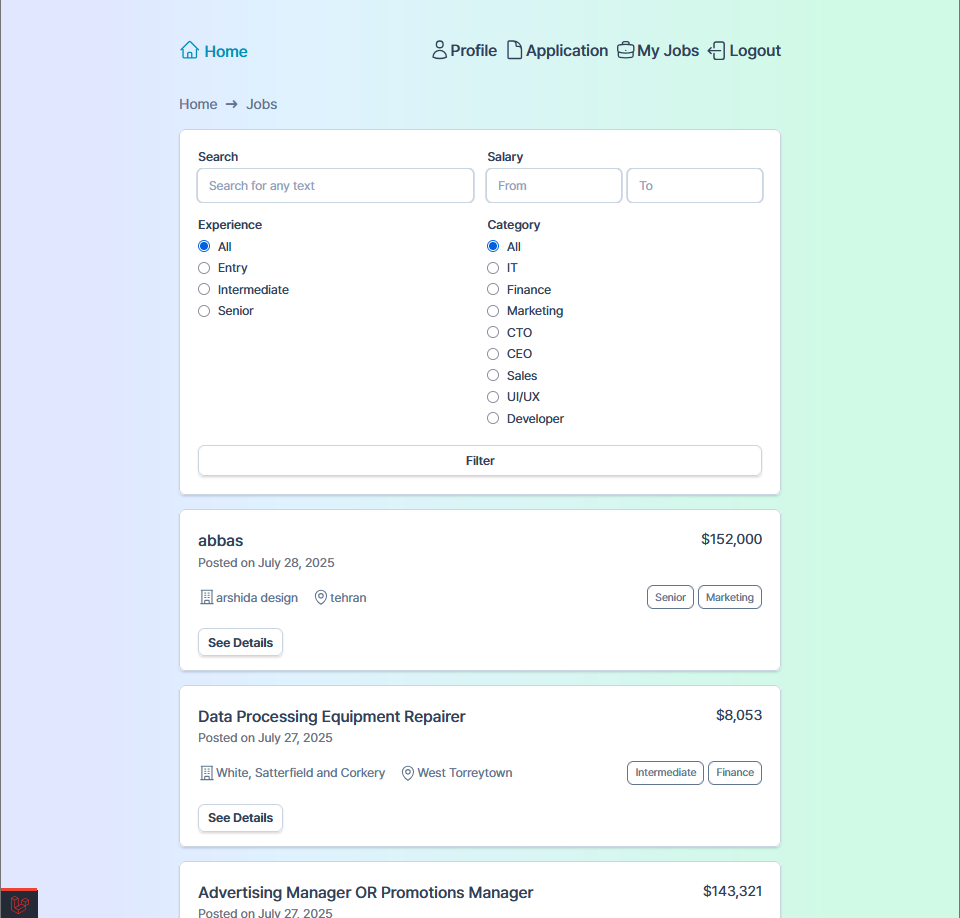 Home
Profile Application My Jobs Logout
Home → Jobs
Search
Search for any text
Salary
From To
Experience
All
Entry
Intermediate
Senior
Category
All
IT
Finance
Marketing
CTO
CEO
Sales
UI/UX
Developer
Filter
abbas $152,000
Posted on July 28, 2025
arshida design tehran Senior Marketing
See Details
Data Processing Equipment Repairer $8,053
Posted on July 27, 2025
White, Satterfield and Corkery West Torreytown Intermediate Finance
See Details
Advertising Manager OR Promotions Manager $143,321
Posted on July 27, 2025